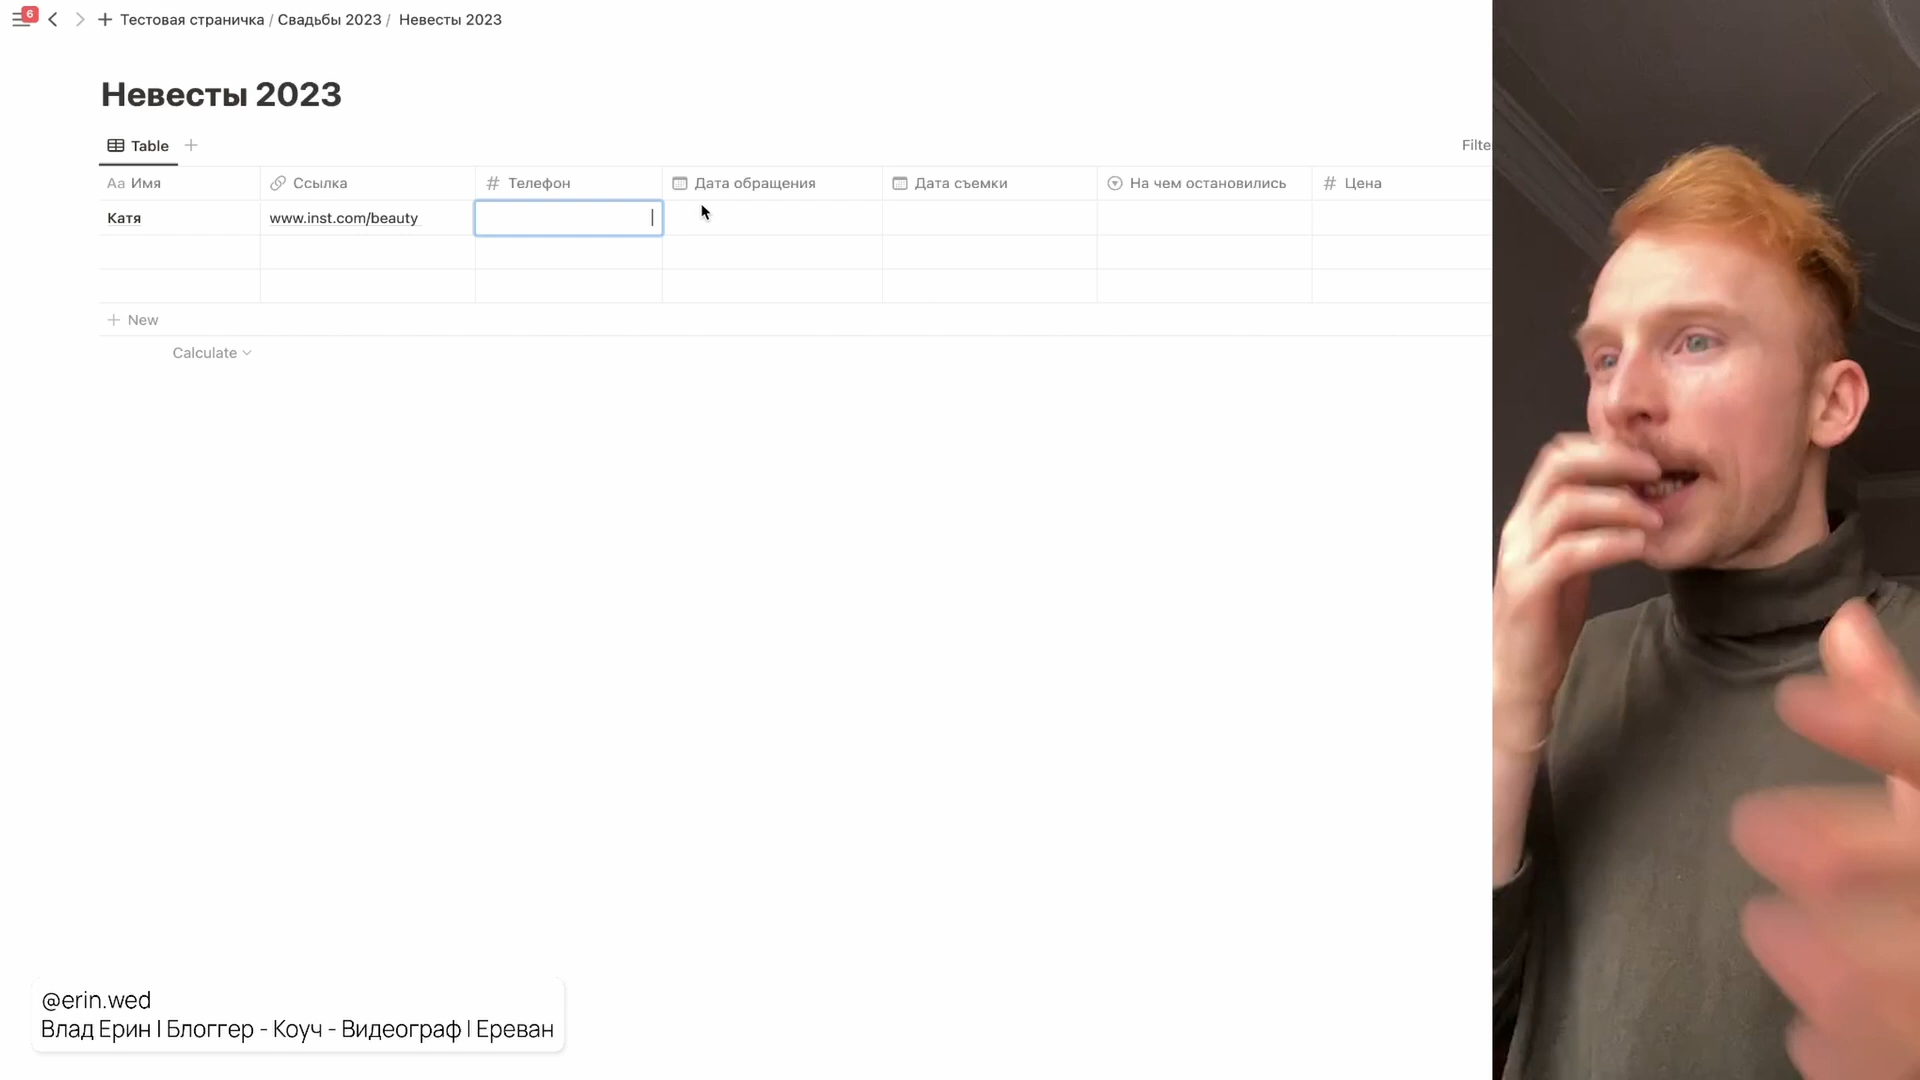 6
Тестовая страничка / Свадьбы 2023 / Невесты 2023
Невесты 2023
Table
Filte
Aa Имя Ссылка # Телефон Дата обращения Дата съемки На чем остановились # Цена
Катя www.inst.com/beauty
+ New
Calculate
@erin.wed
Влад Ерин | Блоггер - Коуч - Видеограф | Ереван